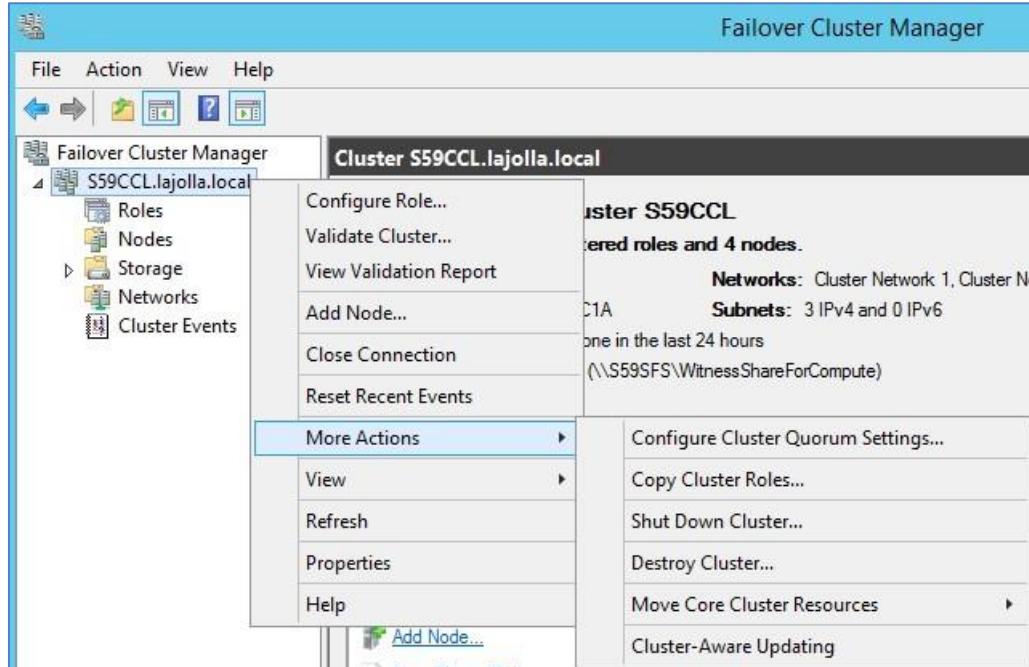 Failover Cluster Manager
File Action View Help
Failover Cluster Manager
S59CCL.lajolla.local
Roles
Nodes
Storage
Networks
Cluster Events
Cluster S59CCL.lajolla.local
S59CCL
roles and 4 nodes.
Networks: Cluster Network 1, Cluster
Subnets: 3 IPv4 and 0 IPv6
in the last 24 hours
(\\S59SFS\WitnessShareForCompute)
Configure Role...
Validate Cluster...
View Validation Report
Add Node...
Close Connection
Reset Recent Events
More Actions
View
Refresh
Properties
Help
Configure Cluster Quorum Settings...
Copy Cluster Roles...
Shut Down Cluster...
Destroy Cluster...
Move Core Cluster Resources
Cluster-Aware Updating
Add Node...